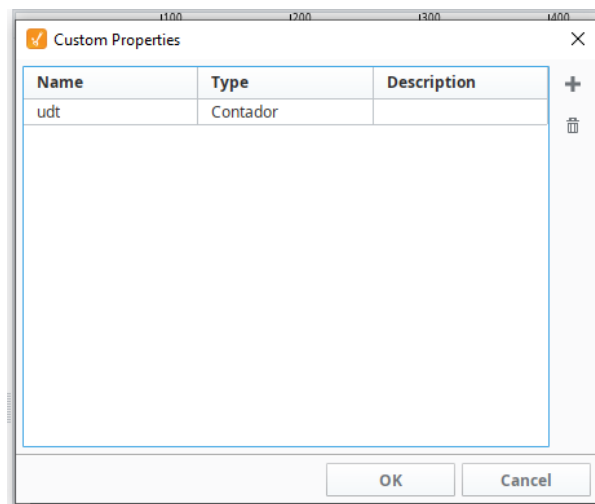 100 200 300 400
Custom Properties
Name Type Description
udt Contador
OK Cancel